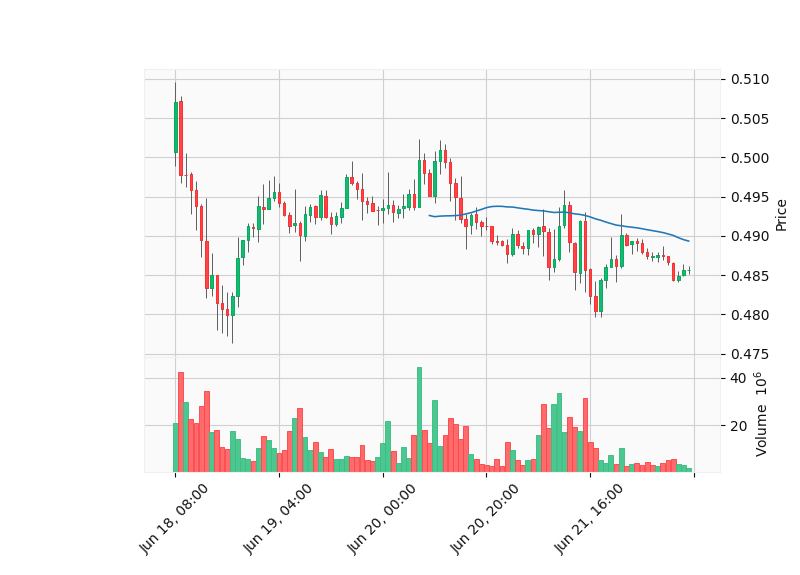 0.510
0.505
0.500
0.495
0.490
0.485
0.480
0.475
Price
40
20
Volume 10⁶
Jun 18, 08:00
Jun 19, 04:00
Jun 20, 00:00
Jun 20, 20:00
Jun 21, 16:00